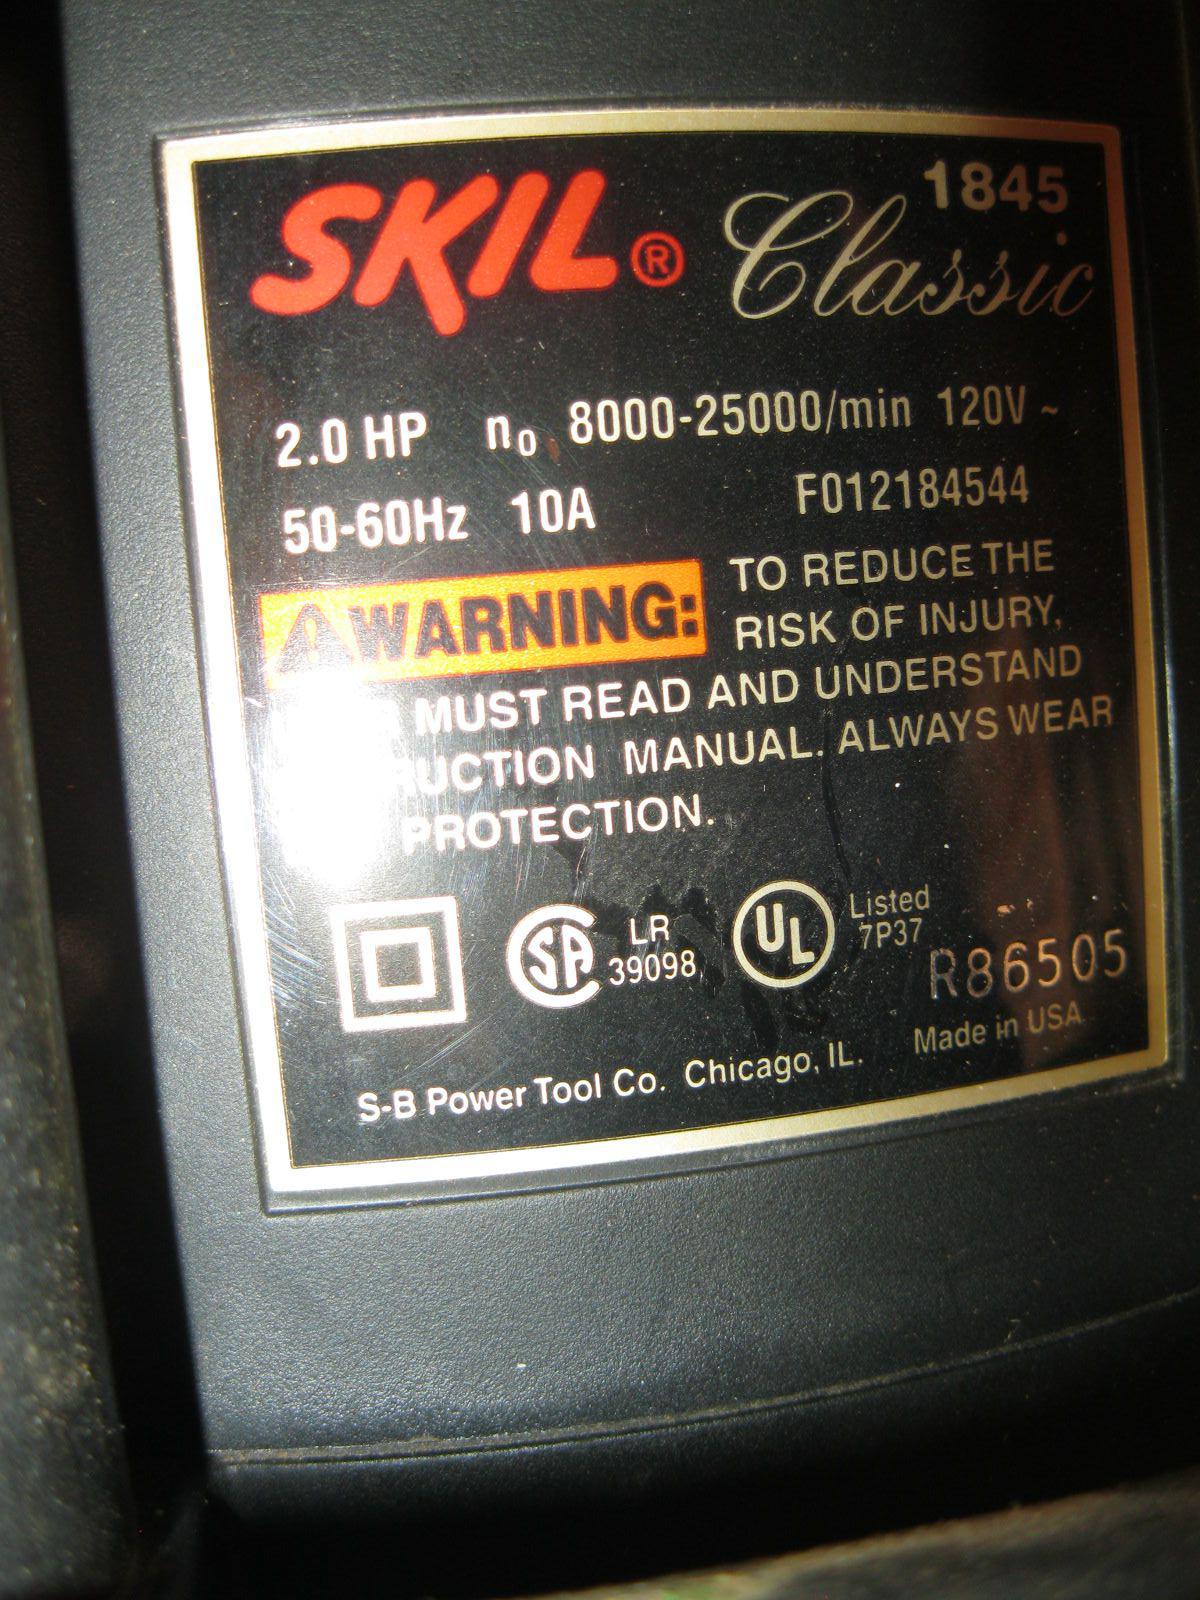 SKIL® Classic 1845
2.0 HP n0 8000-25000/min 120V ~
50-60Hz 10A F012184544
WARNING: TO REDUCE THE
RISK OF INJURY,
MUST READ AND UNDERSTAND
MANUAL. ALWAYS WEAR
PROTECTION.
SA LR
39098
UL Listed
7P37
R86505
Made in USA
S-B Power Tool Co. Chicago, IL.